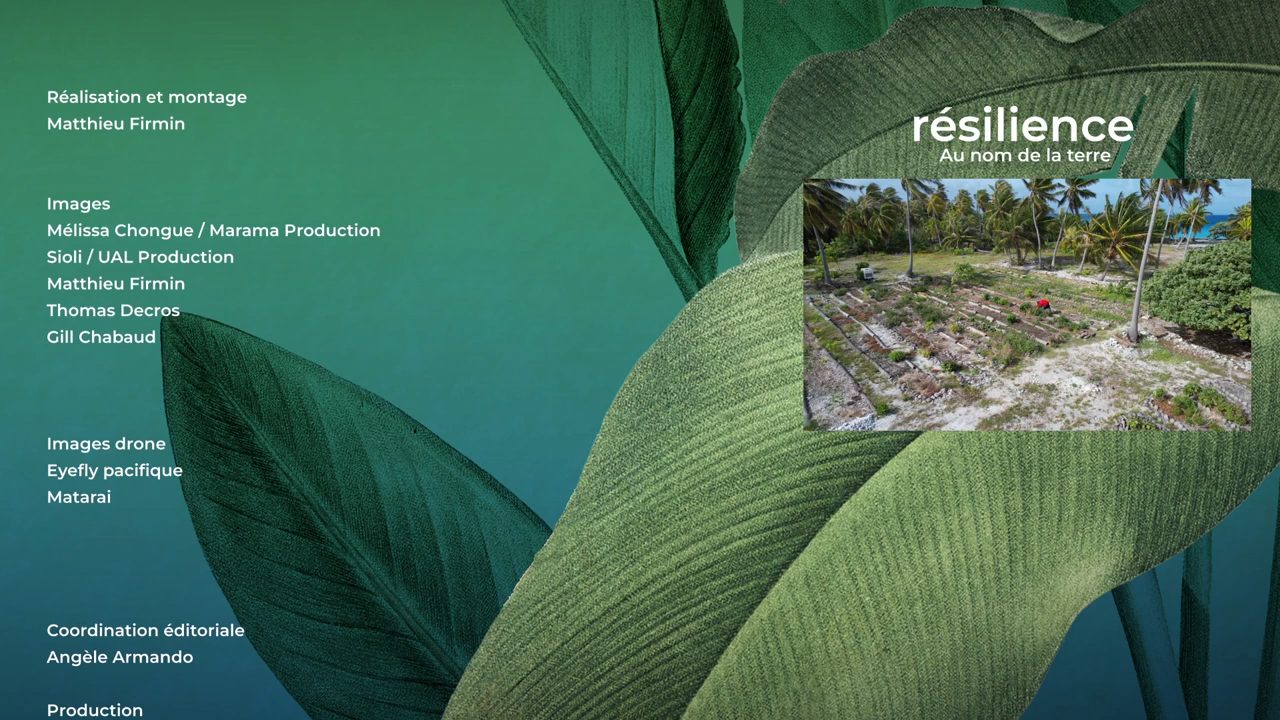 Réalisation et montage
Matthieu Firmin
Images
Mélissa Chongue / Marama Production
Sioli / UAL Production
Matthieu Firmin
Thomas Decros
Gill Chabaud
Images drone
Eyefly pacifique
Matarai
Coordination éditoriale
Angèle Armando
Production
résilience
Au nom de la terre